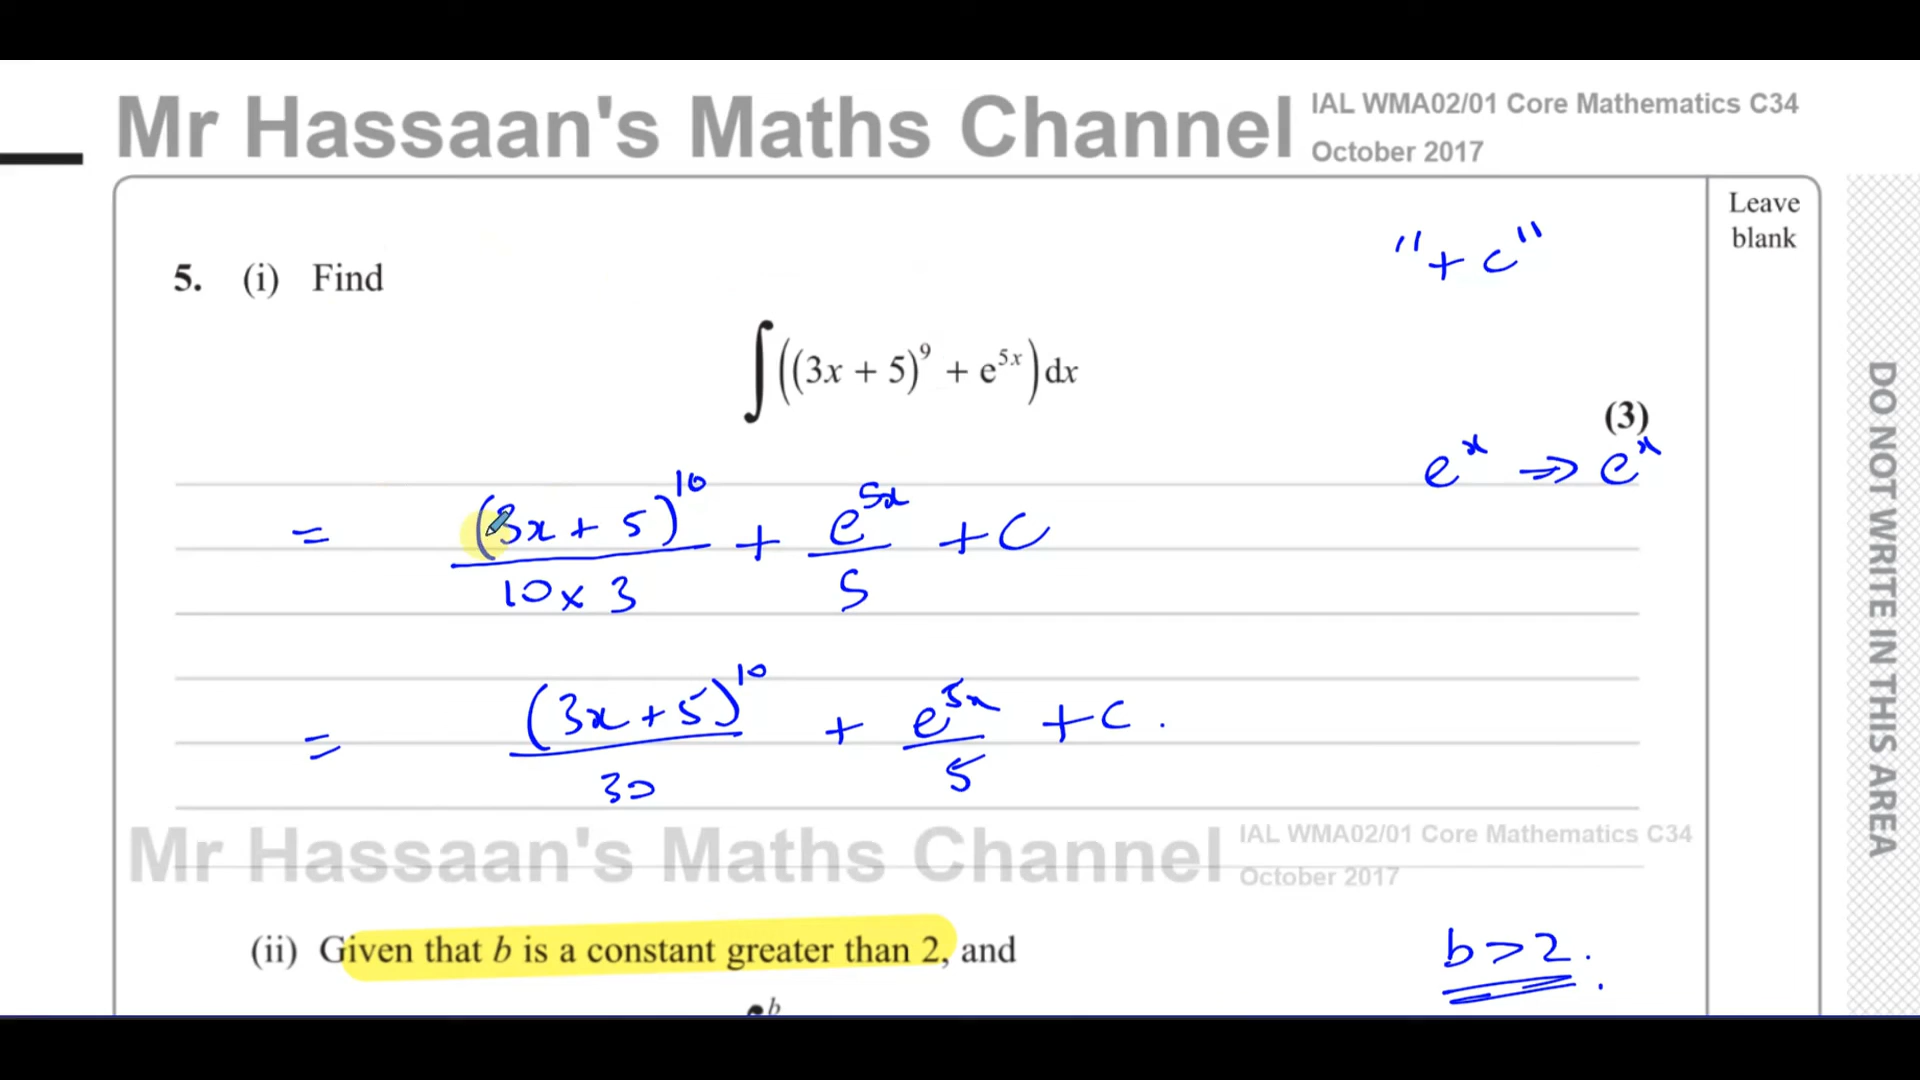 Mr Hassaan's Maths Channel IAL WMA02/01 Core Mathematics C34
October 2017
Leave
blank
"+ c"
5. (i) Find
∫((3x + 5)⁹ + e⁵ˣ)dx
(3)
eˣ ⇒ eˣ
= (3x + 5)¹⁰ / 10 × 3 + e⁵ˣ / 5 + c
= (3x + 5)¹⁰ / 30 + e⁵ˣ / 5 + c .
Mr Hassaan's Maths Channel IAL WMA02/01 Core Mathematics C34
October 2017
(ii) Given that b is a constant greater than 2, and
b > 2 .
b
DO NOT WRITE IN THIS AREA